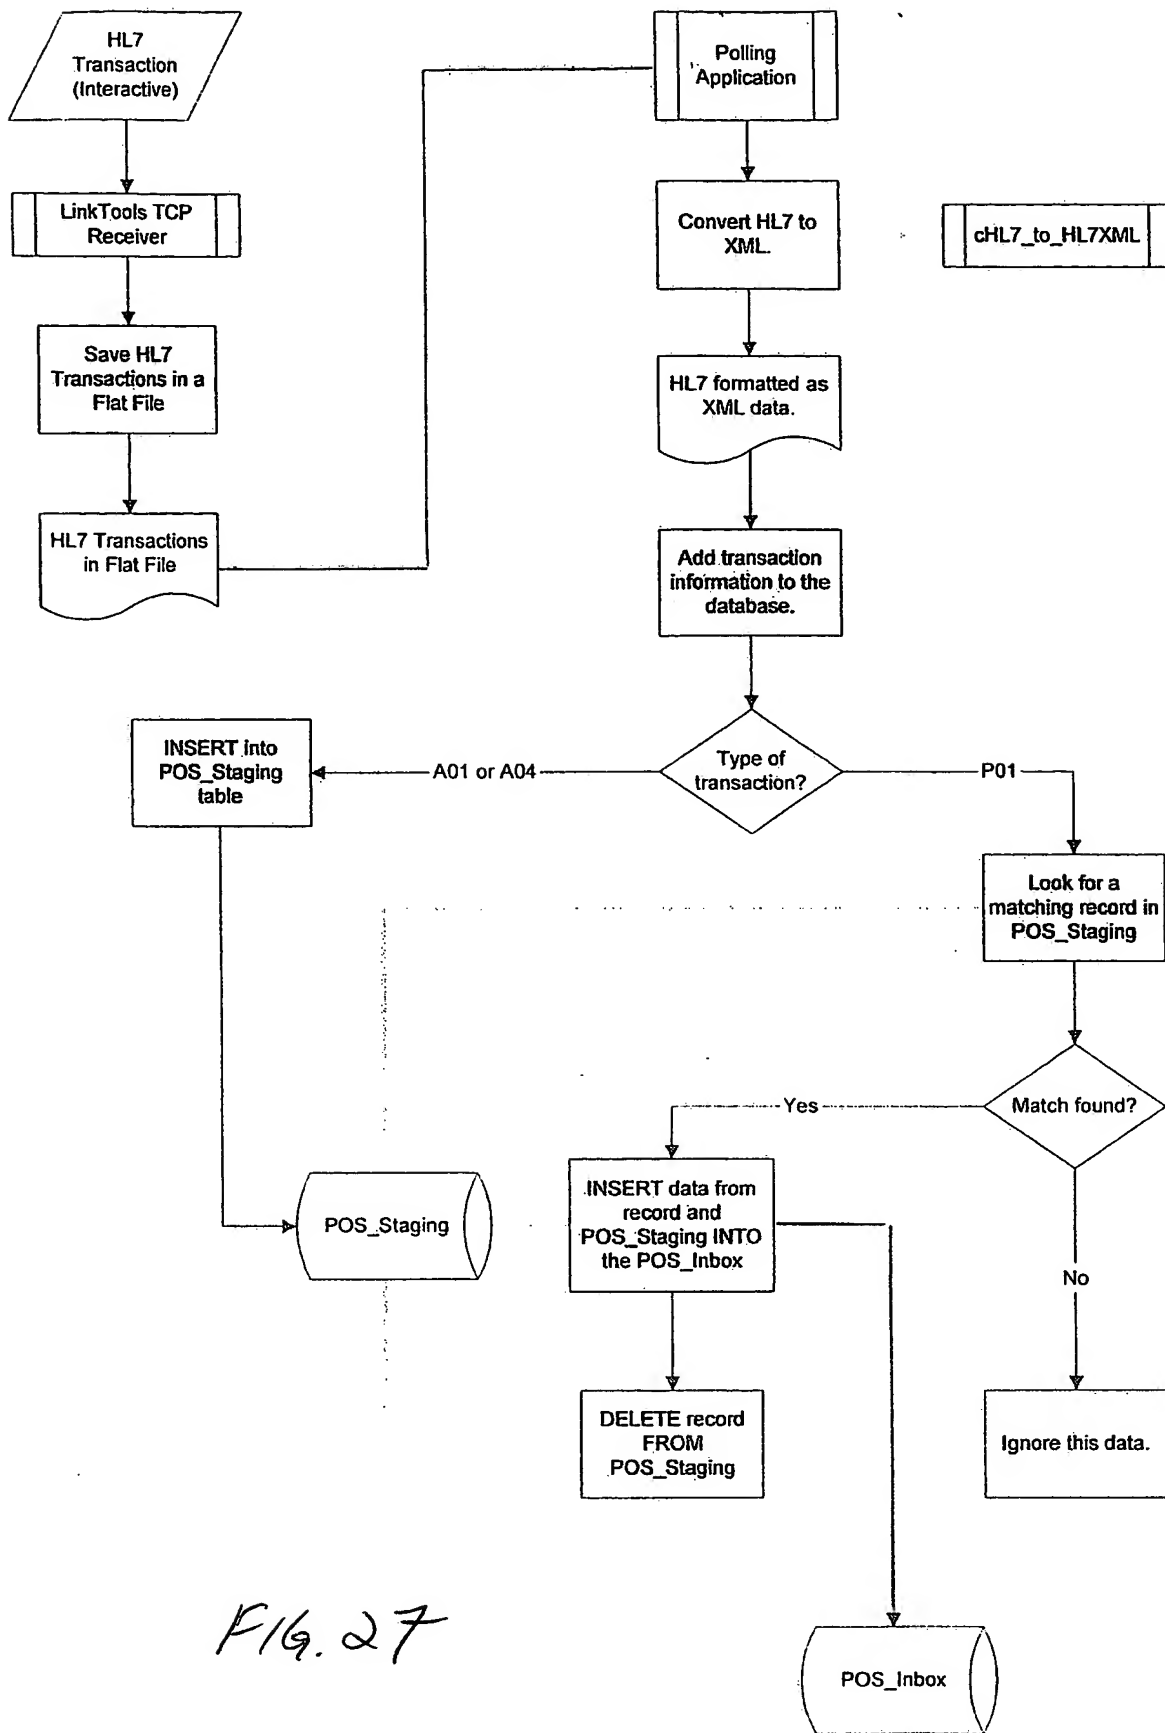 HL7
Transaction
(Interactive)
LinkTools TCP
Receiver
Save HL7
Transactions in a
Flat File
HL7 Transactions
in Flat File
Polling
Application
Convert HL7 to
XML.
cHL7_to_HL7XML
HL7 formatted as
XML data.
Add transaction
information to the
database.
Type of
transaction?
A01 or A04
P01
INSERT into
POS_Staging
table
Look for a
matching record in
POS_Staging
Match found?
Yes
No
POS_Staging
INSERT data from
record and
POS_Staging INTO
the POS_Inbox
DELETE record
FROM
POS_Staging
Ignore this data.
POS_Inbox
FIG. 27